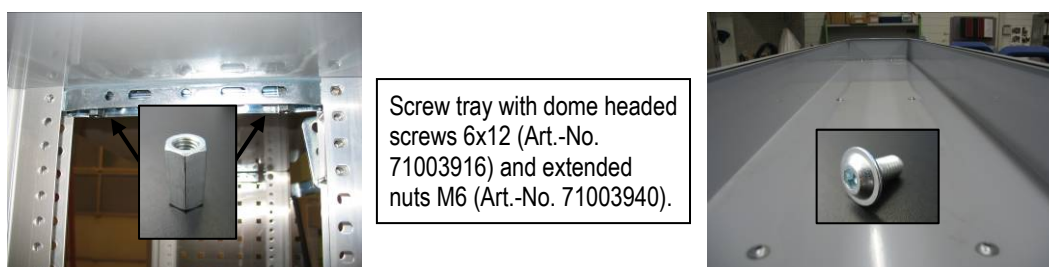 Screw tray with dome headed
screws 6x12 (Art.-No.
71003916) and extended
nuts M6 (Art.-No. 71003940).